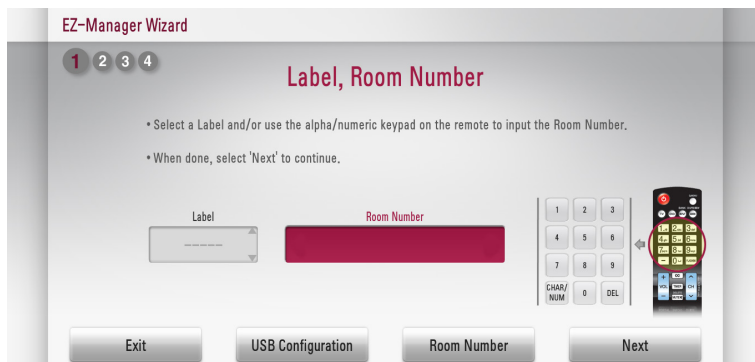 EZ-Manager Wizard
1 2 3 4
Label, Room Number
• Select a Label and/or use the alpha/numeric keypad on the remote to input the Room Number.
• When done, select 'Next' to continue.
Label
Room Number
-----
1 2 3
4 5 6
7 8 9
CHAR/
NUM 0 DEL
VOL CH
Exit
USB Configuration
Room Number
Next